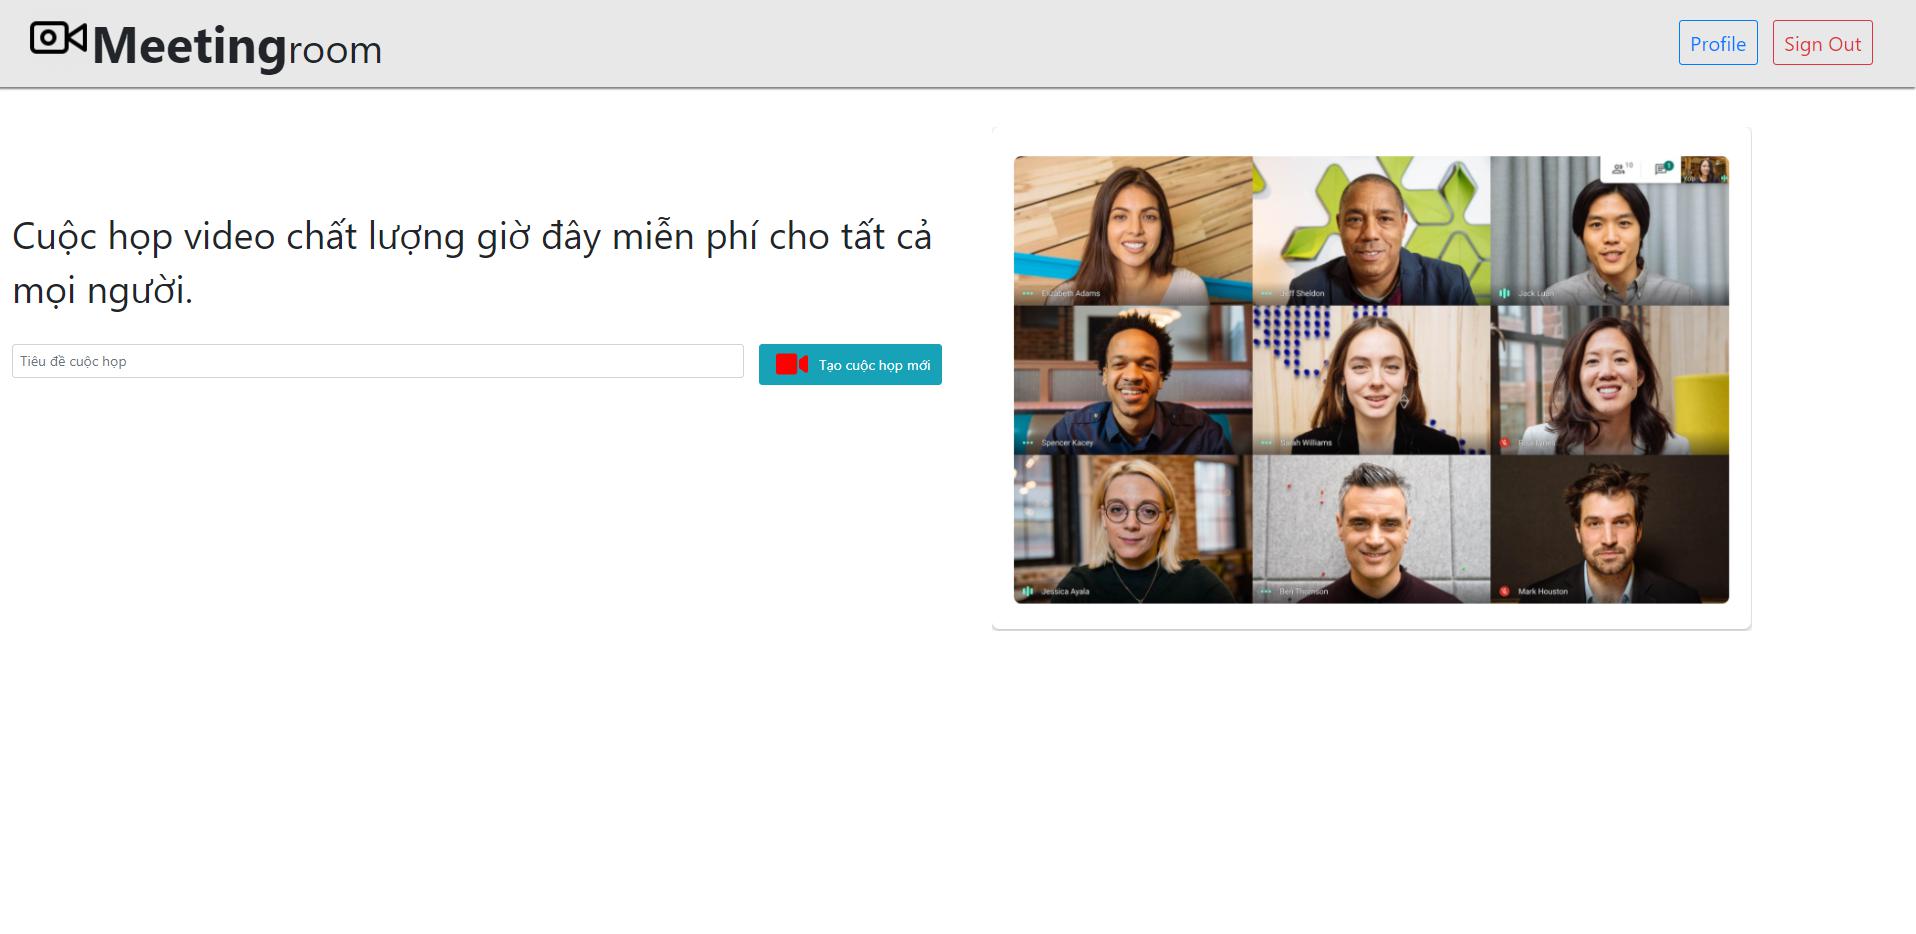 Meetingroom
Profile
Sign Out
Cuộc họp video chất lượng giờ đây miễn phí cho tất cả
mọi người.
Tiêu đề cuộc họp
Tạo cuộc họp mới
10
1
You
Elizabeth Adams
Jeff Sheldon
Jack Luan
Spencer Kacey
Sarah Williams
Jessica Ayala
Ben Thomson
Mark Houston